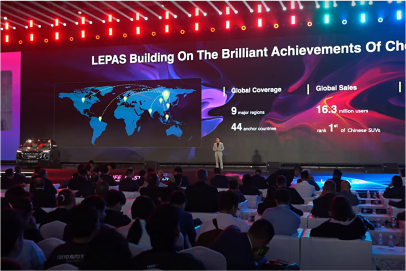 LEPAS Building On The Brilliant Achievements Of Che
Global Coverage
Global Sales
9 major regions
16.3 million users
44 anchor countries
rank 1st of Chinese SUVs